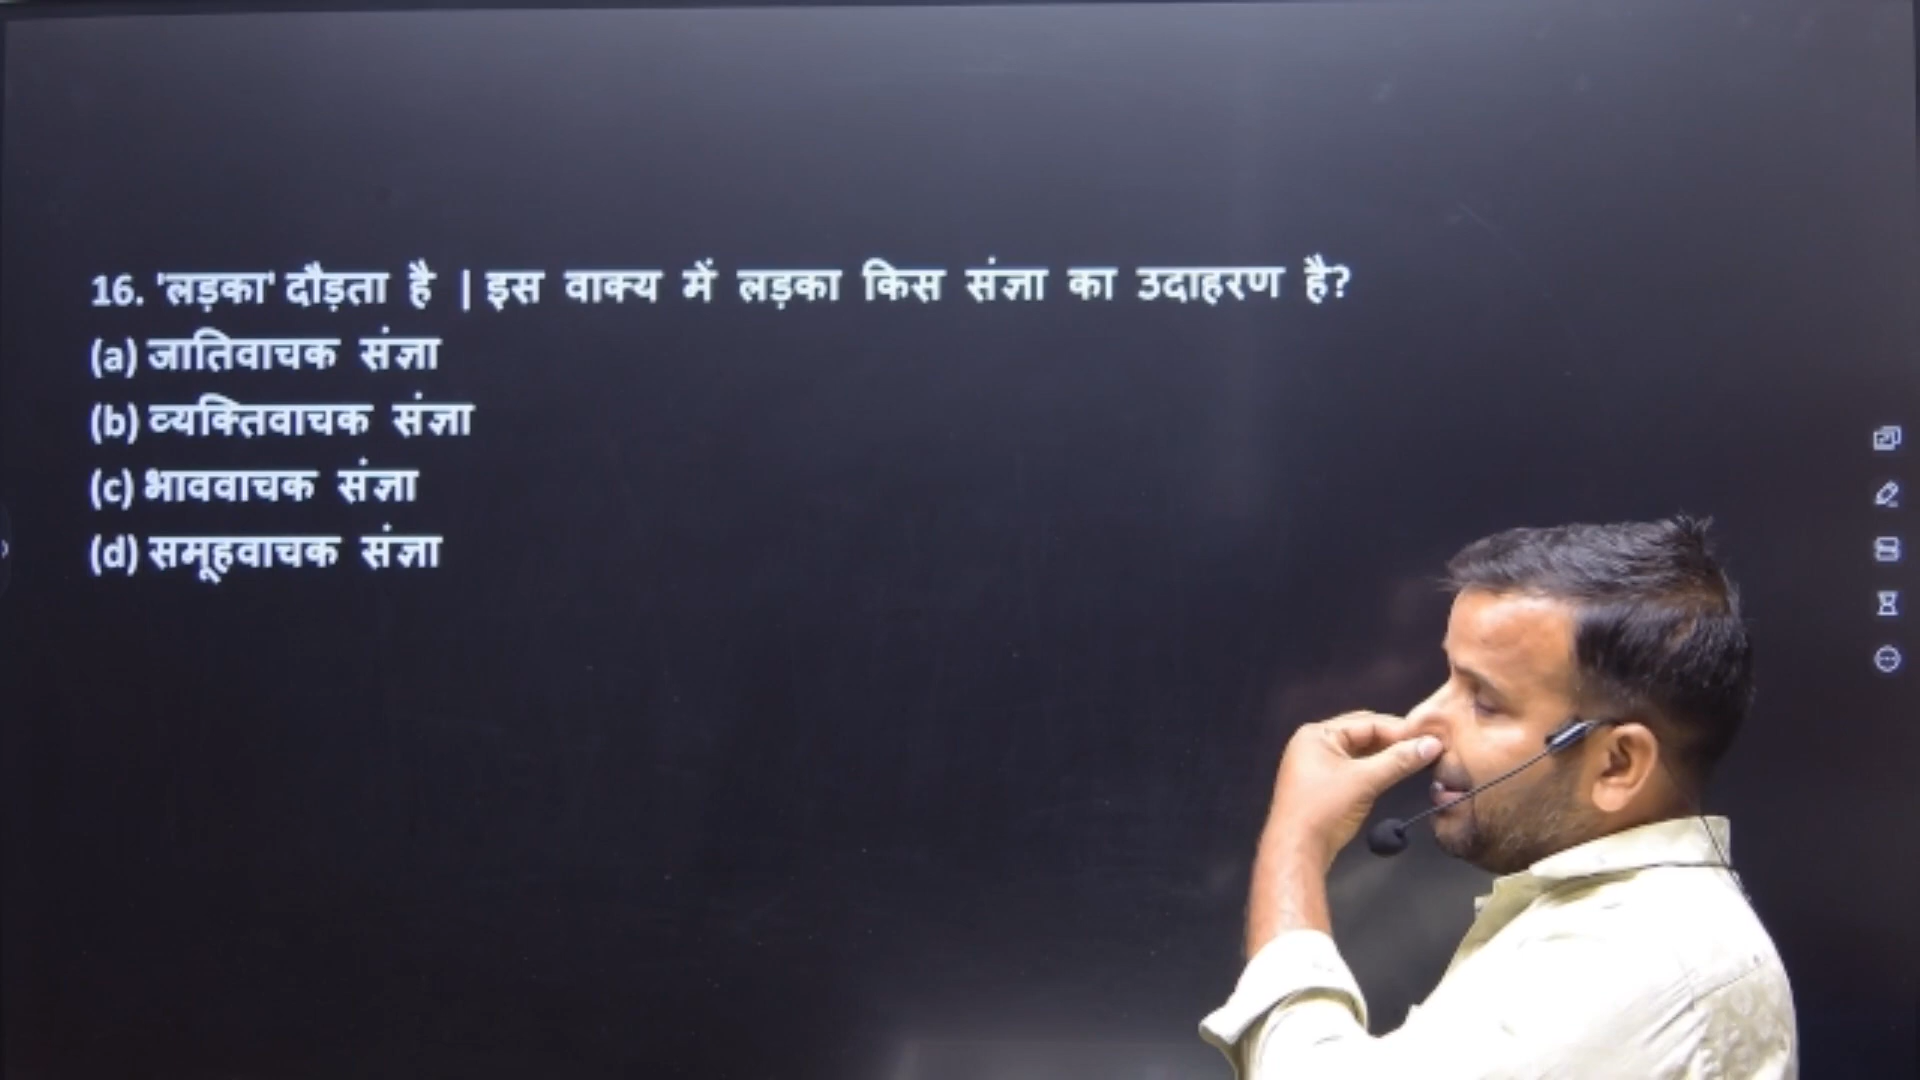 16. 'लड़का' दौड़ता है | इस वाक्य में लड़का किस संज्ञा का उदाहरण है?
(a) जातिवाचक संज्ञा
(b) व्यक्तिवाचक संज्ञा
(c) भाववाचक संज्ञा
(d) समूहवाचक संज्ञा